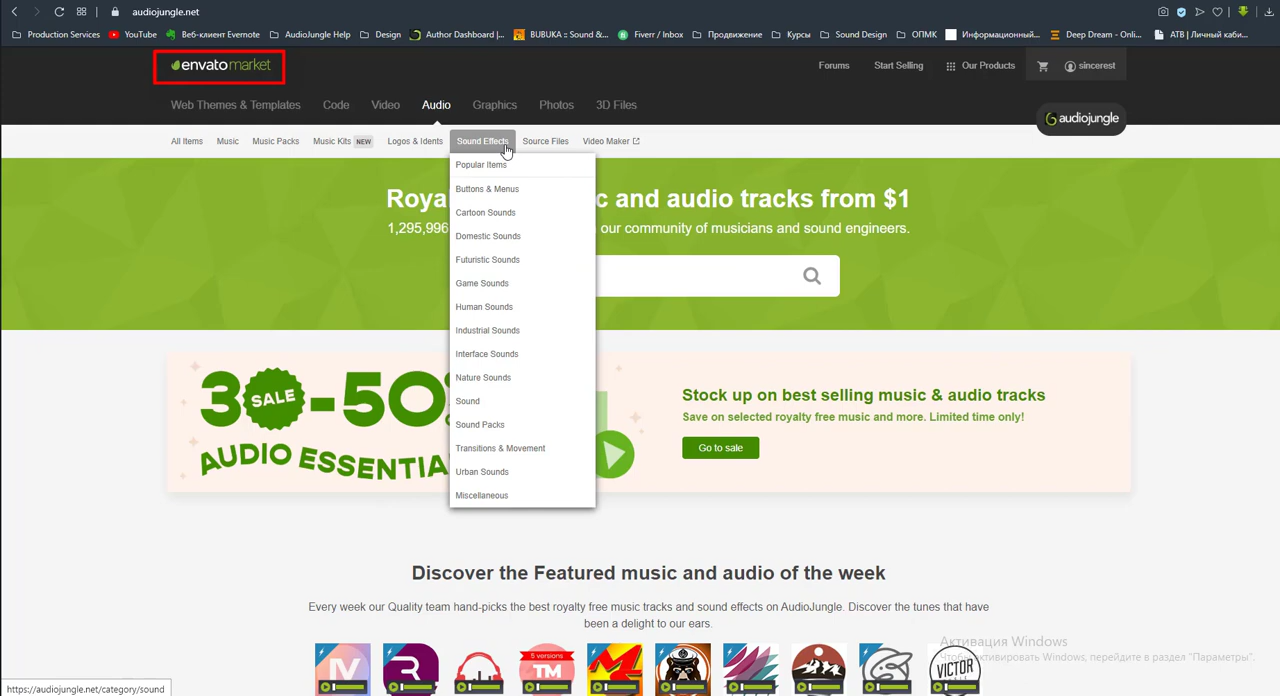 audiojungle.net
Production Services
YouTube
Веб-клиент Evernote
AudioJungle Help
Design
Author Dashboard |...
BUBUKA :: Sound &...
Fiverr / Inbox
Продвижение
Курсы
Sound Design
ОПМК
Информационный...
Deep Dream - Onli...
АТВ | Личный каби...
envatomarket
Forums
Start Selling
Our Products
sincerest
Web Themes & Templates
Code
Video
Audio
Graphics
Photos
3D Files
audiojungle
All Items
Music
Music Packs
Music Kits NEW
Logos & Idents
Sound Effects
Source Files
Video Maker
Popular Items
Buttons & Menus
Cartoon Sounds
Domestic Sounds
Futuristic Sounds
Game Sounds
Human Sounds
Industrial Sounds
Interface Sounds
Nature Sounds
Sound
Sound Packs
Transitions & Movement
Urban Sounds
Miscellaneous
c and audio tracks from $1
1,295,996 our community of musicians and sound engineers.
30-50
SALE
AUDIO
Stock up on best selling music & audio tracks
Save on selected royalty free music and more. Limited time only!
Go to sale
Discover the Featured music and audio of the week
Every week our Quality team hand-picks the best royalty free music tracks and sound effects on AudioJungle. Discover the tunes that have
been a delight to our ears.
5 versions
TM
VICTOR
Активация Windows
Чтобы активировать Windows, перейдите в раздел "Параметры".
https://audiojungle.net/category/sound